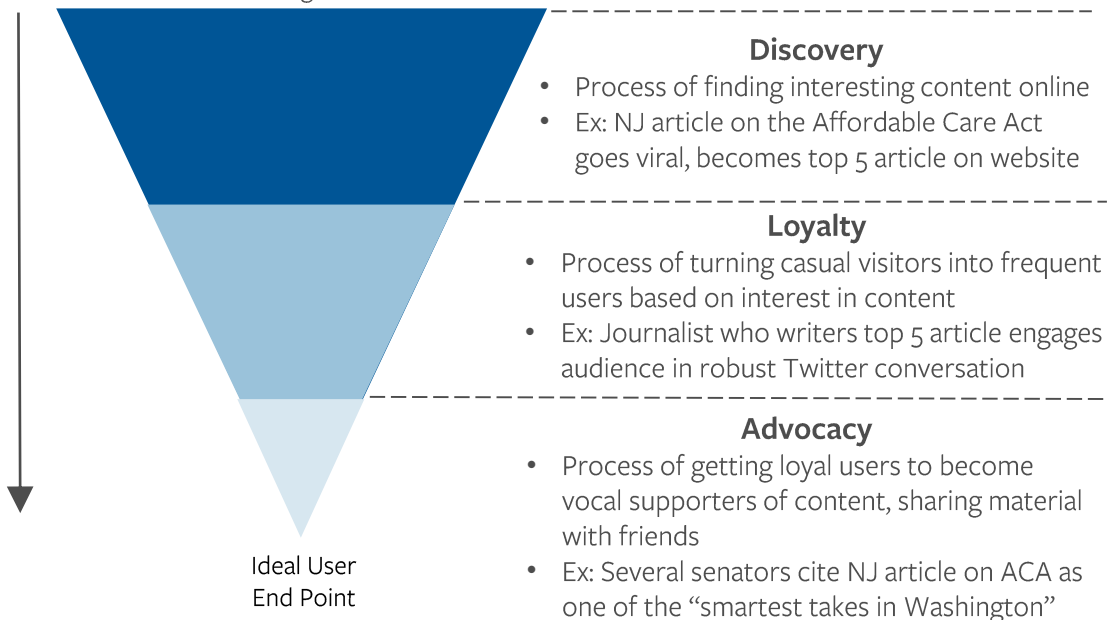 Discovery
• Process of finding interesting content online
• Ex: NJ article on the Affordable Care Act
goes viral, becomes top 5 article on website
Loyalty
• Process of turning casual visitors into frequent
users based on interest in content
• Ex: Journalist who writers top 5 article engages
audience in robust Twitter conversation
Advocacy
• Process of getting loyal users to become
vocal supporters of content, sharing material
with friends
• Ex: Several senators cite NJ article on ACA as
one of the “smartest takes in Washington”
Ideal User
End Point